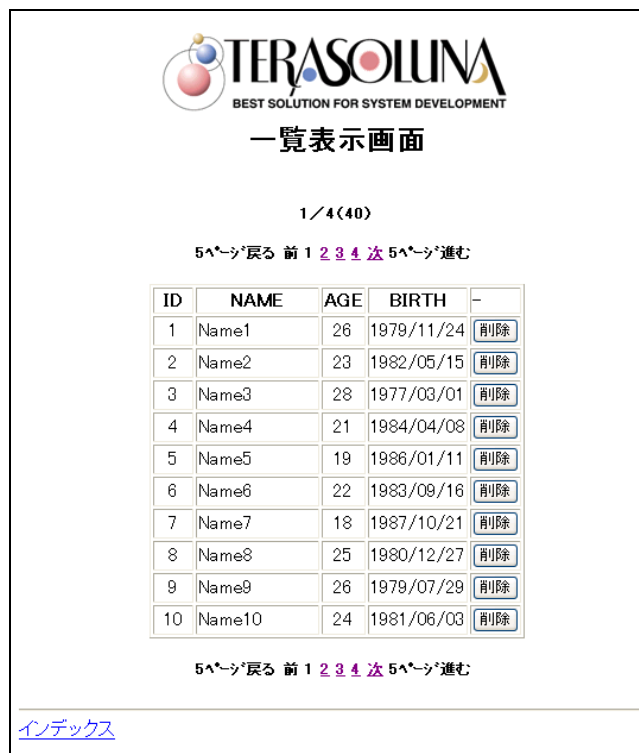 TERASOLUNA
BEST SOLUTION FOR SYSTEM DEVELOPMENT
一覧表示画面
1／4(40)
5ﾍﾟｰｼﾞ戻る 前 1 2 3 4 次 5ﾍﾟｰｼﾞ進む
ID NAME AGE BIRTH -
1 Name1 26 1979/11/24 削除
2 Name2 23 1982/05/15 削除
3 Name3 28 1977/03/01 削除
4 Name4 21 1984/04/08 削除
5 Name5 19 1986/01/11 削除
6 Name6 22 1983/09/16 削除
7 Name7 18 1987/10/21 削除
8 Name8 25 1980/12/27 削除
9 Name9 26 1979/07/29 削除
10 Name10 24 1981/06/03 削除
5ﾍﾟｰｼﾞ戻る 前 1 2 3 4 次 5ﾍﾟｰｼﾞ進む
インデックス